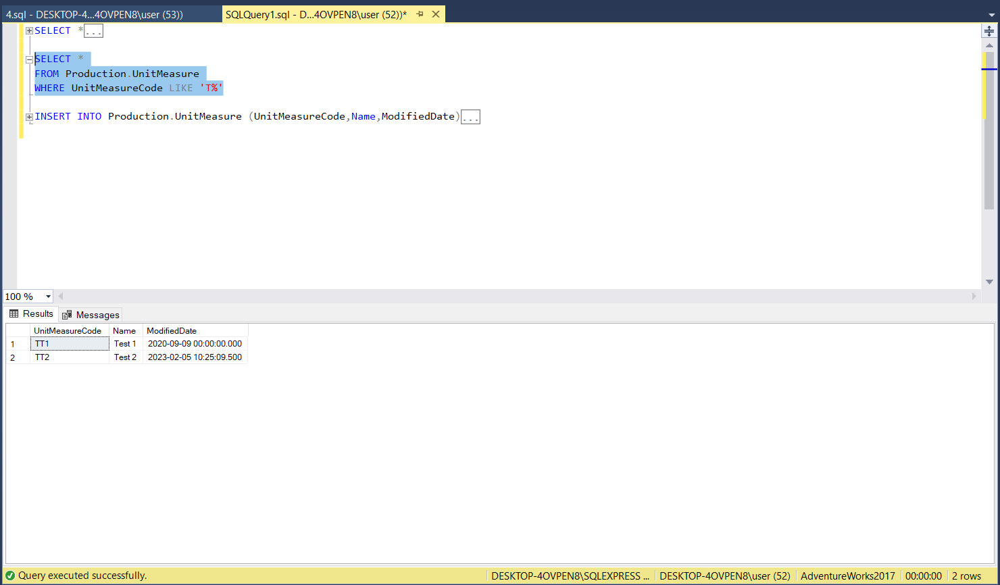 4.sql - DESKTOP-4...4OVPEN8\user (53))
SQLQuery1.sql - D...4OVPEN8\user (52))*
SELECT *...
SELECT *
FROM Production.UnitMeasure
WHERE UnitMeasureCode LIKE 'T%'
INSERT INTO Production.UnitMeasure (UnitMeasureCode,Name,ModifiedDate)...
100 %
Results Messages
UnitMeasureCode Name ModifiedDate
1 TT1 Test 1 2020-09-09 00:00:00.000
2 TT2 Test 2 2023-02-05 10:25:09.500
Query executed successfully. DESKTOP-4OVPEN8\SQLEXPRESS ... DESKTOP-4OVPEN8\user (52) AdventureWorks2017 00:00:00 2 rows